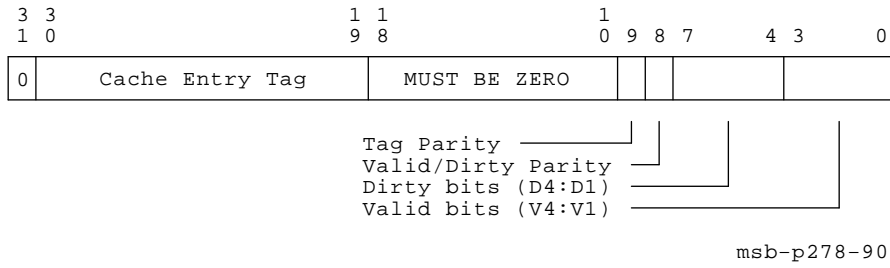 3 3 1 1 1
1 0 9 8 0 9 8 7 4 3 0
0 Cache Entry Tag MUST BE ZERO
Tag Parity
Valid/Dirty Parity
Dirty bits (D4:D1)
Valid bits (V4:V1)
msb-p278-90